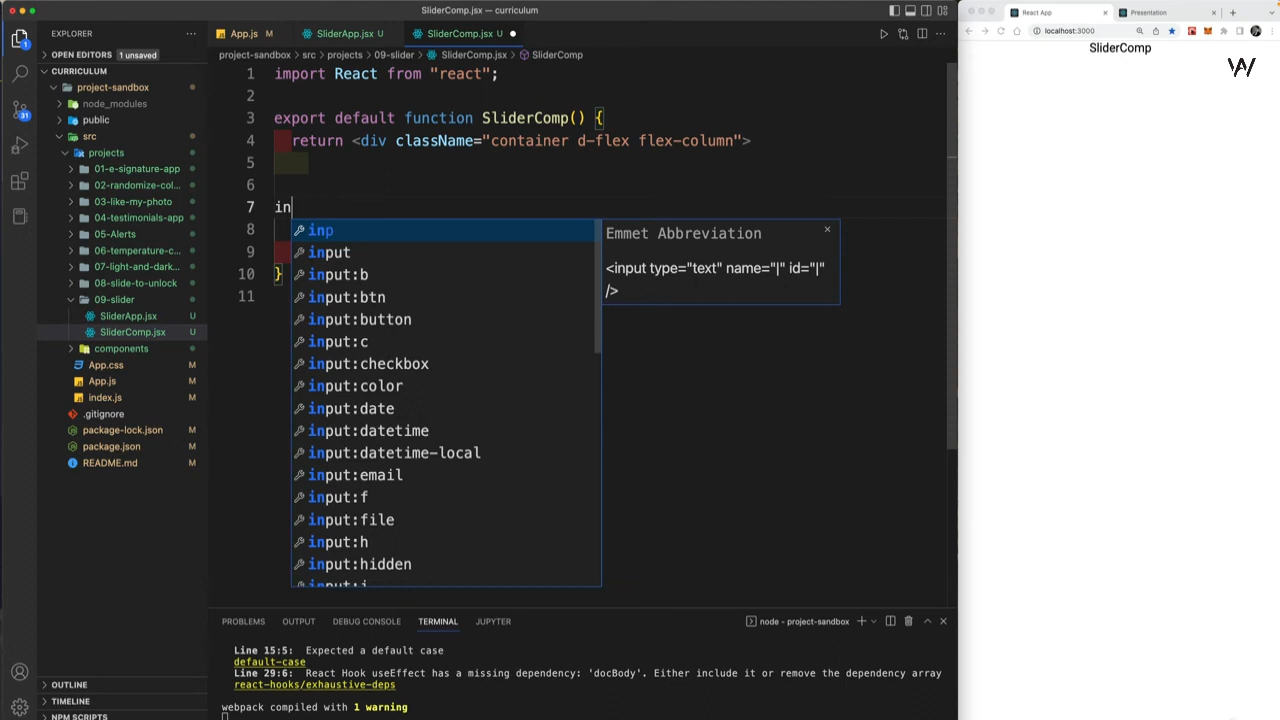 SliderComp.jsx — curriculum
React App
Presentation
localhost:3000
SliderComp
W
EXPLORER
OPEN EDITORS 1 unsaved
CURRICULUM
project-sandbox
node_modules
public
src
projects
01-e-signature-app
02-randomize-col...
03-like-my-photo
04-testimonials-app
05-Alerts
06-temperature-c...
07-light-and-dark...
08-slide-to-unlock
09-slider
SliderApp.jsx U
SliderComp.jsx U
components
App.css M
App.js M
index.js M
.gitignore
package-lock.json M
package.json M
README.md M
OUTLINE
TIMELINE
NPM SCRIPTS
1
31
App.js M
SliderApp.jsx U
SliderComp.jsx U
project-sandbox > src > projects > 09-slider > SliderComp.jsx > SliderComp
1 import React from "react";
2
3 export default function SliderComp() {
4 return <div className="container d-flex flex-column">
5
6
7 in
8
9
10 }
11
inp
input
input:b
input:btn
input:button
input:c
input:checkbox
input:color
input:date
input:datetime
input:datetime-local
input:email
input:f
input:file
input:h
input:hidden
input:i
Emmet Abbreviation
<input type="text" name="|" id="|"
/>
PROBLEMS OUTPUT DEBUG CONSOLE TERMINAL JUPYTER
node - project-sandbox
Line 15:5: Expected a default case
default-case
Line 29:6: React Hook useEffect has a missing dependency: 'docBody'. Either include it or remove the dependency array
react-hooks/exhaustive-deps
webpack compiled with 1 warning